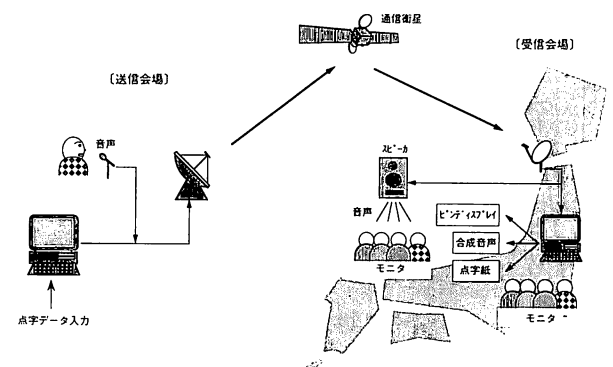 通信衛星
〔受信会場〕
〔送信会場〕
音声
スピーカ
音声
ピンディスプレイ
合成音声
点字紙
モニタ
モニタ
点字データ入力